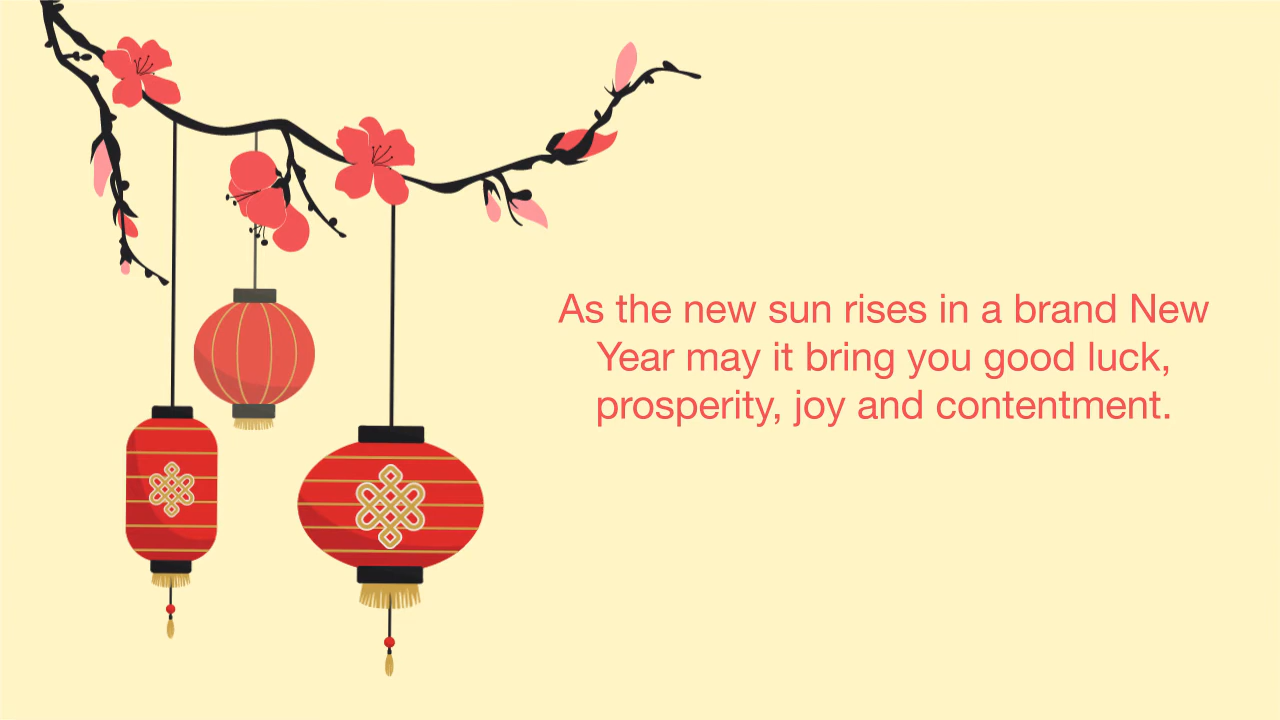 As the new sun rises in a brand New
Year may it bring you good luck,
prosperity, joy and contentment.